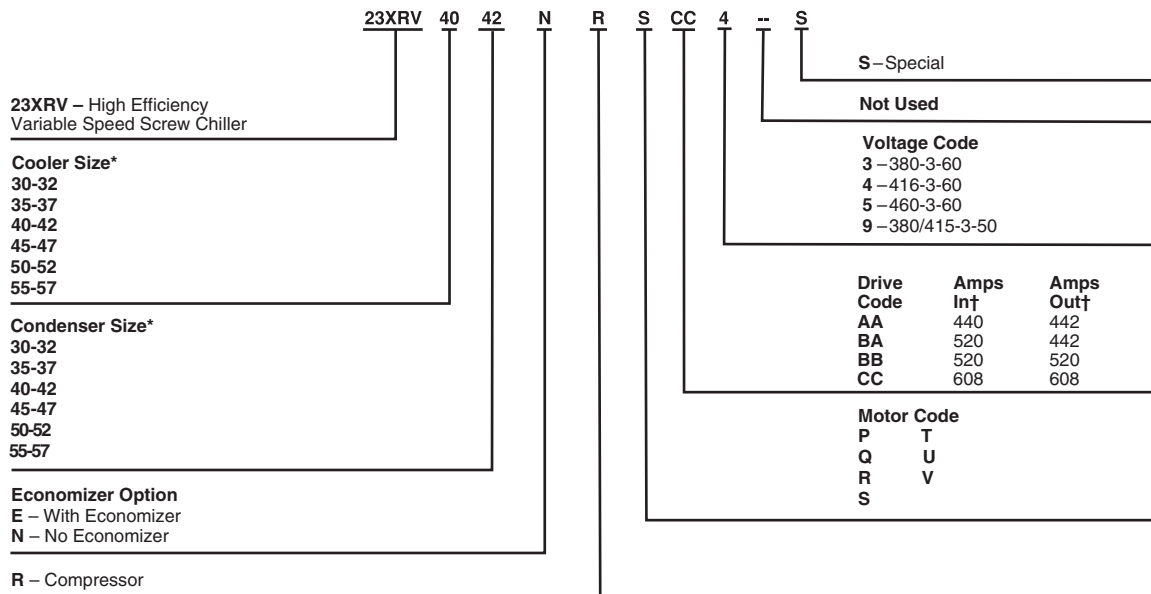 23XRV 40 42 N R S CC 4 -- S
23XRV – High Efficiency
Variable Speed Screw Chiller
Cooler Size*
30-32
35-37
40-42
45-47
50-52
55-57
Condenser Size*
30-32
35-37
40-42
45-47
50-52
55-57
Economizer Option
E – With Economizer
N – No Economizer
R – Compressor
S – Special
Not Used
Voltage Code
3 – 380-3-60
4 – 416-3-60
5 – 460-3-60
9 – 380/415-3-50
Drive Amps Amps
Code In† Out†
AA 440 442
BA 520 442
BB 520 520
CC 608 608
Motor Code
P T
Q U
R V
S